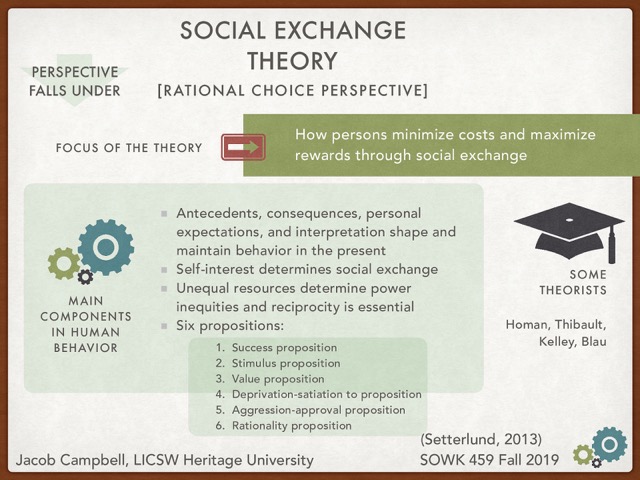 SOCIAL EXCHANGE
THEORY
[RATIONAL CHOICE PERSPECTIVE]
PERSPECTIVE
FALLS UNDER
FOCUS OF THE THEORY
How persons minimize costs and maximize
rewards through social exchange
MAIN
COMPONENTS
IN HUMAN
BEHAVIOR
Antecedents, consequences, personal
expectations, and interpretation shape and
maintain behavior in the present
Self-interest determines social exchange
Unequal resources determine power
inequities and reciprocity is essential
Six propositions:
1. Success proposition
2. Stimulus proposition
3. Value proposition
4. Deprivation-satiation to proposition
5. Aggression-approval proposition
6. Rationality proposition
SOME
THEORISTS
Homan, Thibault,
Kelley, Blau
(Setterlund, 2013)
Jacob Campbell, LICSW Heritage University
SOWK 459 Fall 2019